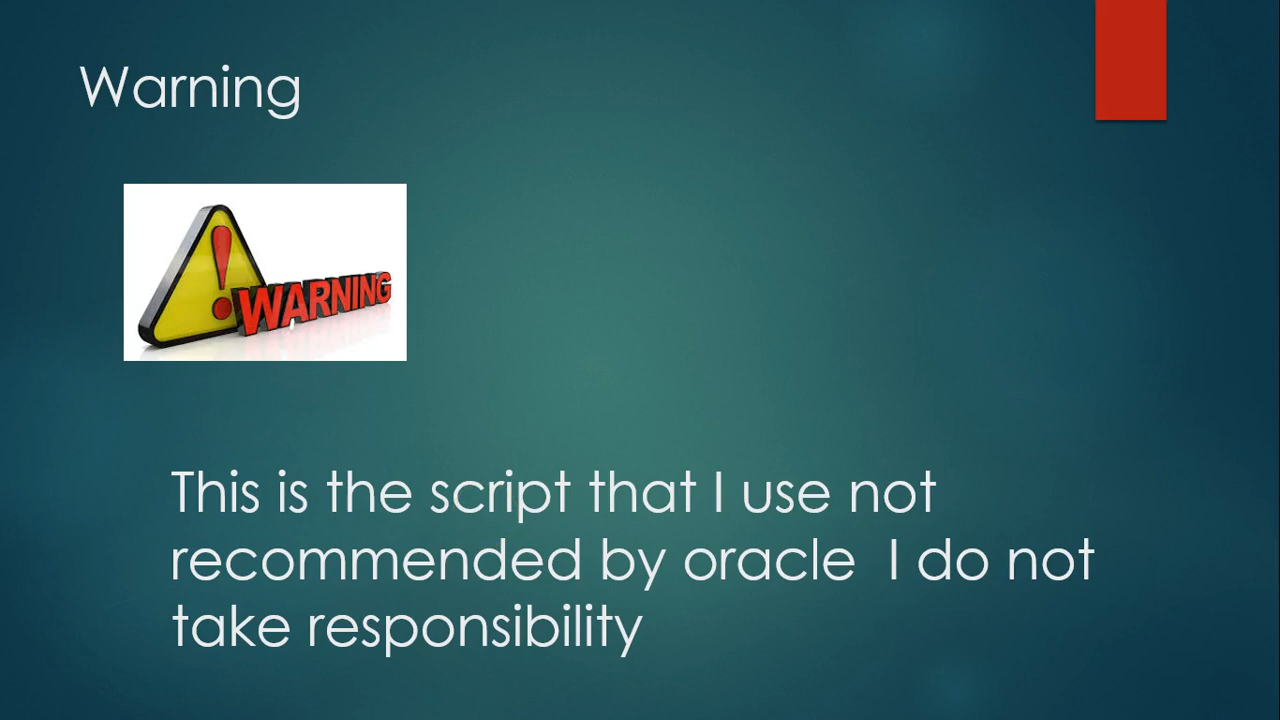 Warning
WARNING
This is the script that I use not
recommended by oracle  I do not
take responsibility